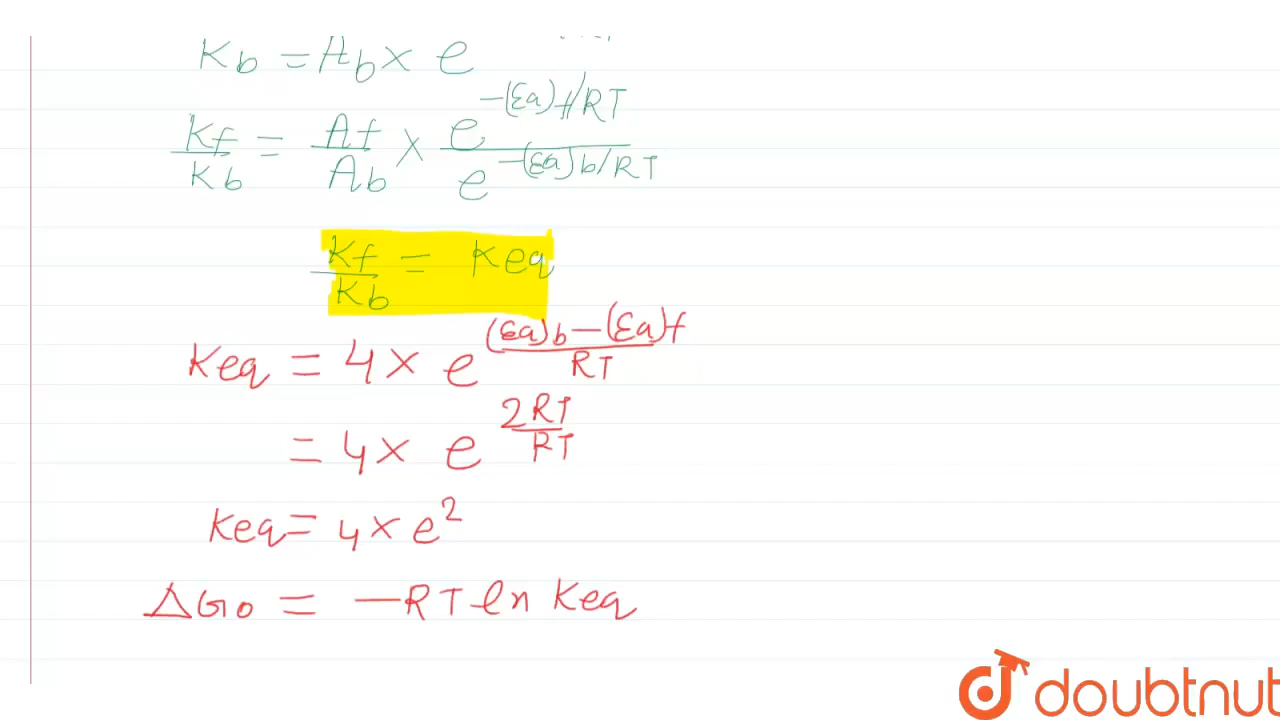 Kb = Ab × e
Kf/Kb = Af/Ab × e^-(Ea)f/RT / e^-(Ea)b/RT
Kf/Kb = Keq
Keq = 4 × e^(Ea)b-(Ea)f/RT
= 4 × e^2RT/RT
Keq = 4 × e^2
ΔGo = -RT ln Keq
doubtnut